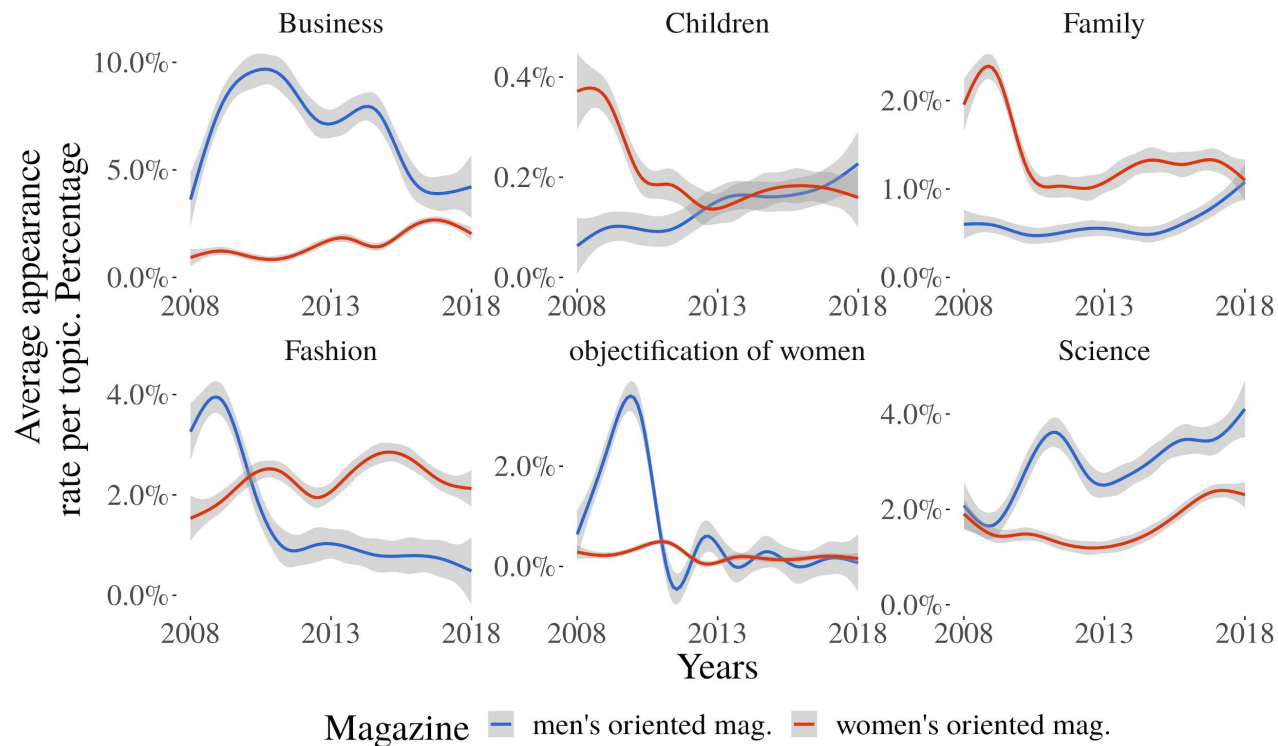 Business
Children
Family
10.0%
5.0%
0.0%
0.4%
0.2%
0.0%
2.0%
1.0%
0.0%
2008 2013 2018
2008 2013 2018
2008 2013 2018
Average appearance
rate per topic. Percentage
Fashion
objectification of women
Science
4.0%
2.0%
0.0%
2.0%
0.0%
4.0%
2.0%
0.0%
2008 2013 2018
2008 2013 2018
2008 2013 2018
Years
Magazine men's oriented mag. women's oriented mag.